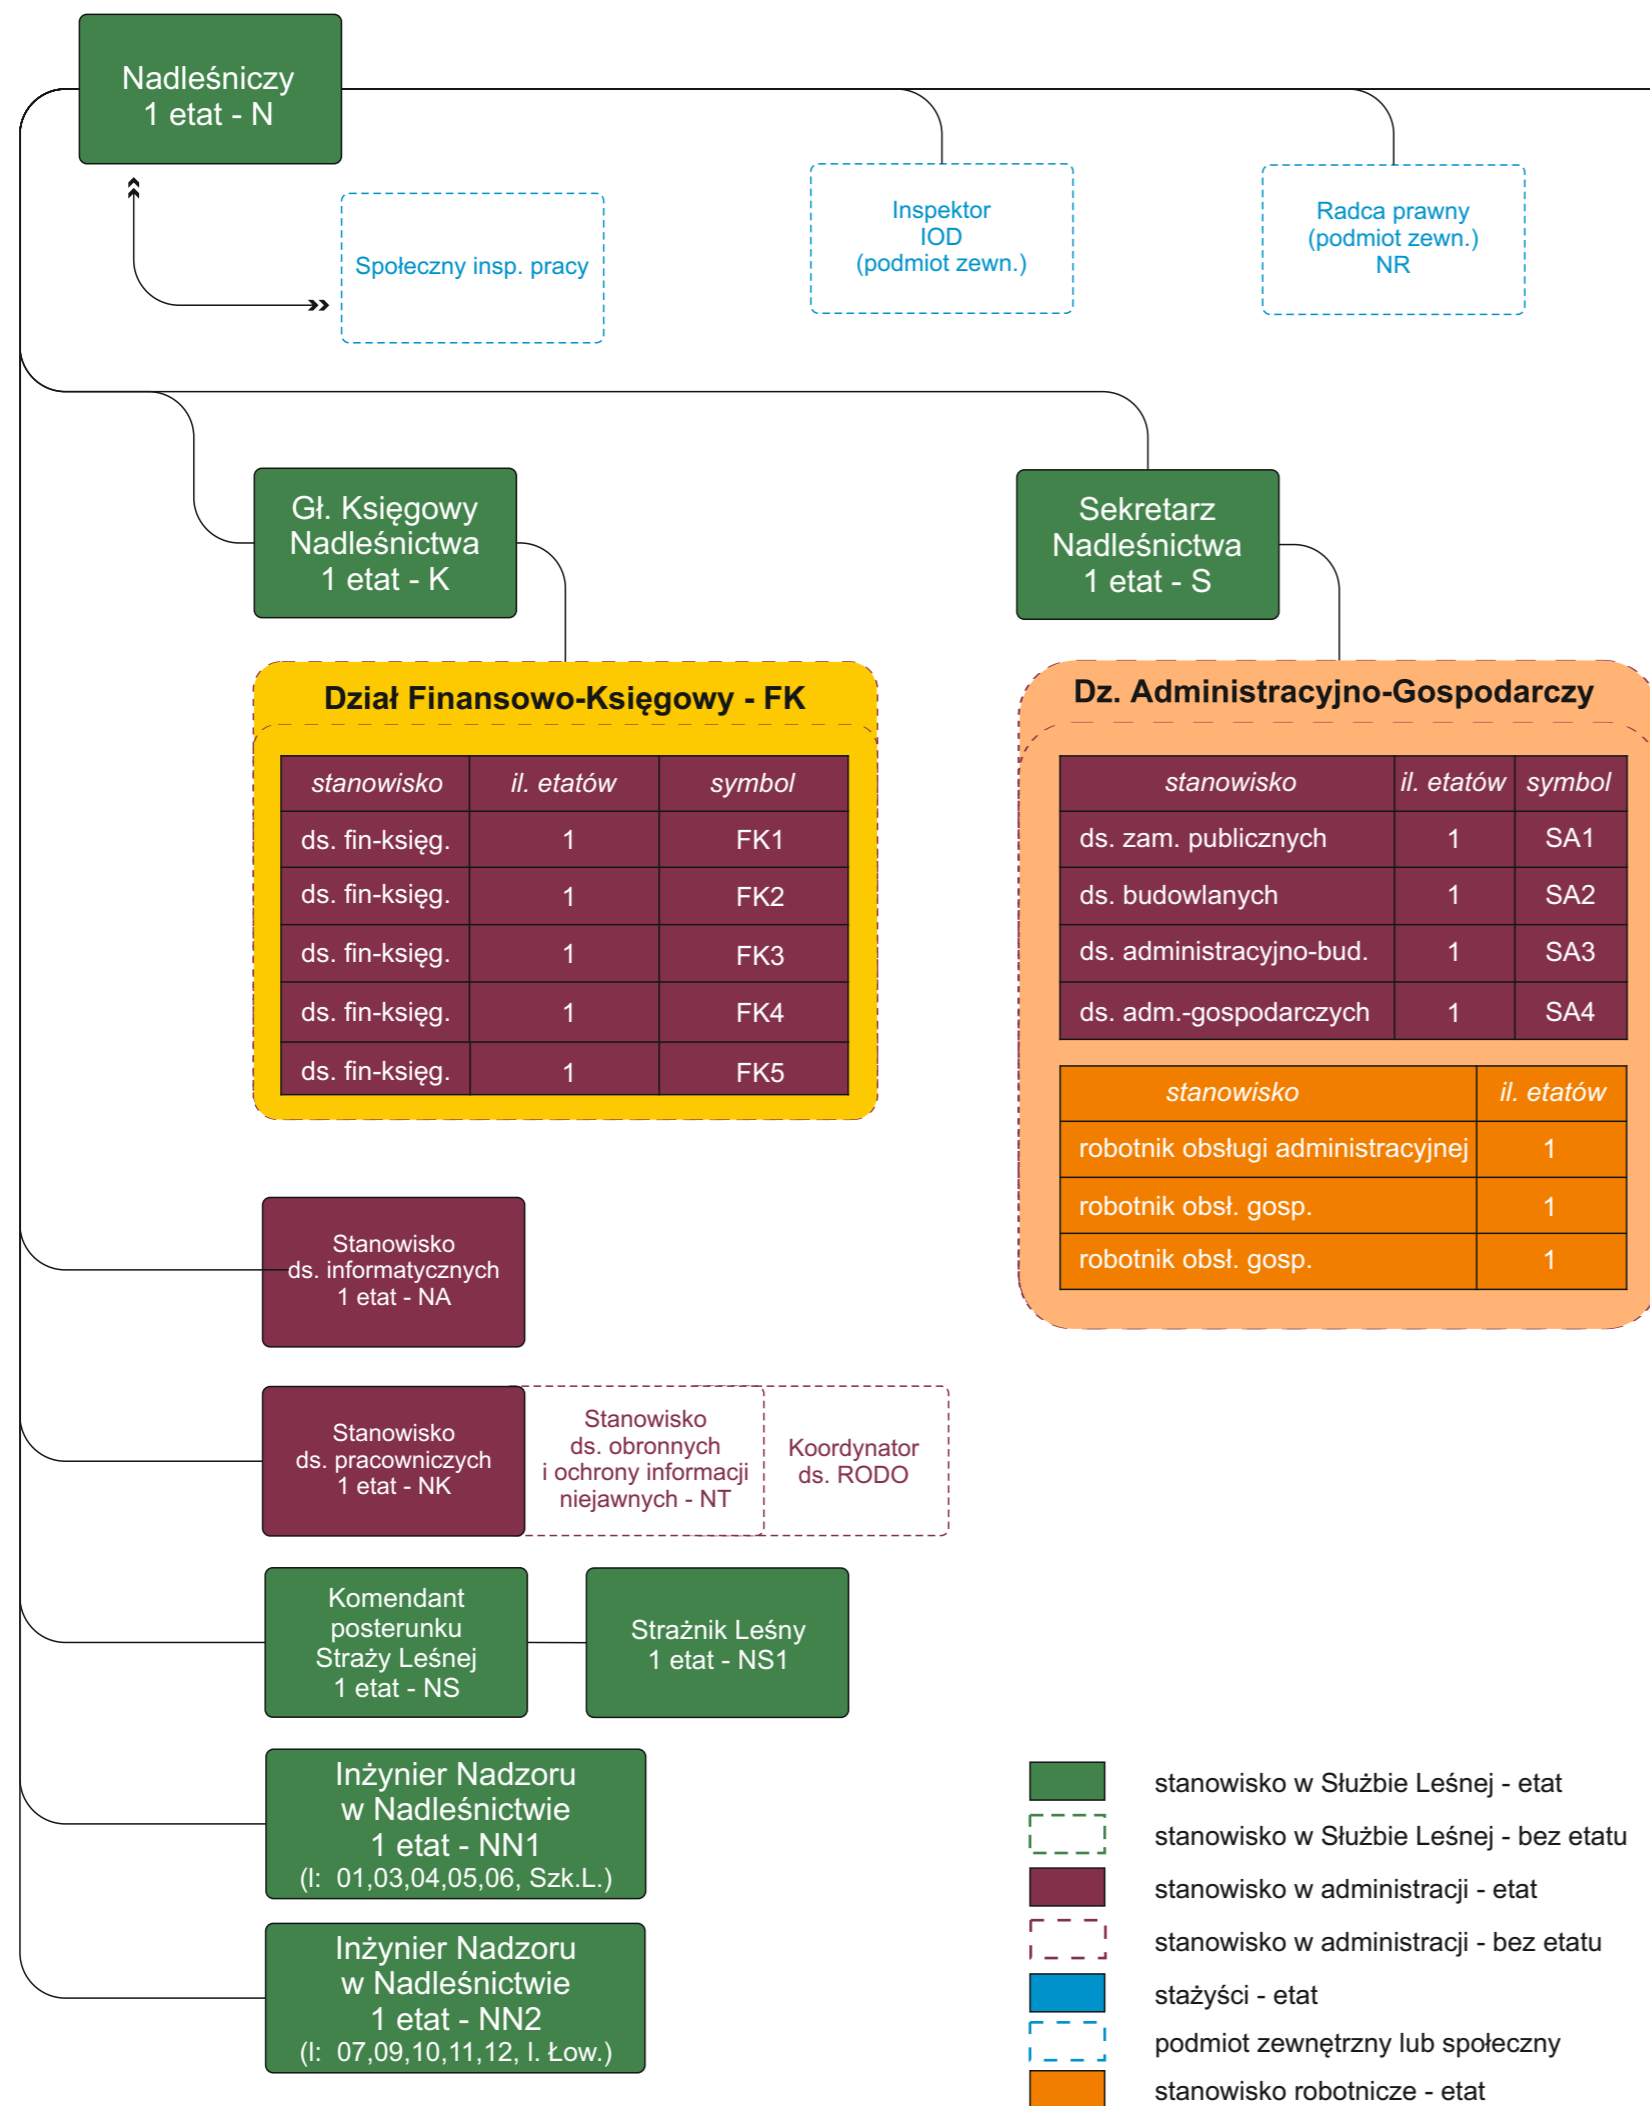 Nadleśniczy
1 etat - N
Społeczny insp. pracy
Inspektor
IOD
(podmiot zewn.)
Radca prawny
(podmiot zewn.)
NR
Gł. Księgowy
Nadleśnictwa
1 etat - K
Sekretarz
Nadleśnictwa
1 etat - S
Dział Finansowo-Księgowy - FK
stanowisko il. etatów symbol
ds. fin-księg. 1 FK1
ds. fin-księg. 1 FK2
ds. fin-księg. 1 FK3
ds. fin-księg. 1 FK4
ds. fin-księg. 1 FK5
Dz. Administracyjno-Gospodarczy
stanowisko il. etatów symbol
ds. zam. publicznych 1 SA1
ds. budowlanych 1 SA2
ds. administracyjno-bud. 1 SA3
ds. adm.-gospodarczych 1 SA4
stanowisko il. etatów
robotnik obsługi administracyjnej 1
robotnik obsł. gosp. 1
robotnik obsł. gosp. 1
Stanowisko
ds. informatycznych
1 etat - NA
Stanowisko
ds. pracowniczych
1 etat - NK
Stanowisko
ds. obronnych
i ochrony informacji
niejawnych - NT
Koordynator
ds. RODO
Komendant
posterunku
Straży Leśnej
1 etat - NS
Strażnik Leśny
1 etat - NS1
Inżynier Nadzoru
w Nadleśnictwie
1 etat - NN1
(l: 01,03,04,05,06, Szk.L.)
Inżynier Nadzoru
w Nadleśnictwie
1 etat - NN2
(l: 07,09,10,11,12, l. Łow.)
stanowisko w Służbie Leśnej - etat
stanowisko w Służbie Leśnej - bez etatu
stanowisko w administracji - etat
stanowisko w administracji - bez etatu
stażyści - etat
podmiot zewnętrzny lub społeczny
stanowisko robotnicze - etat